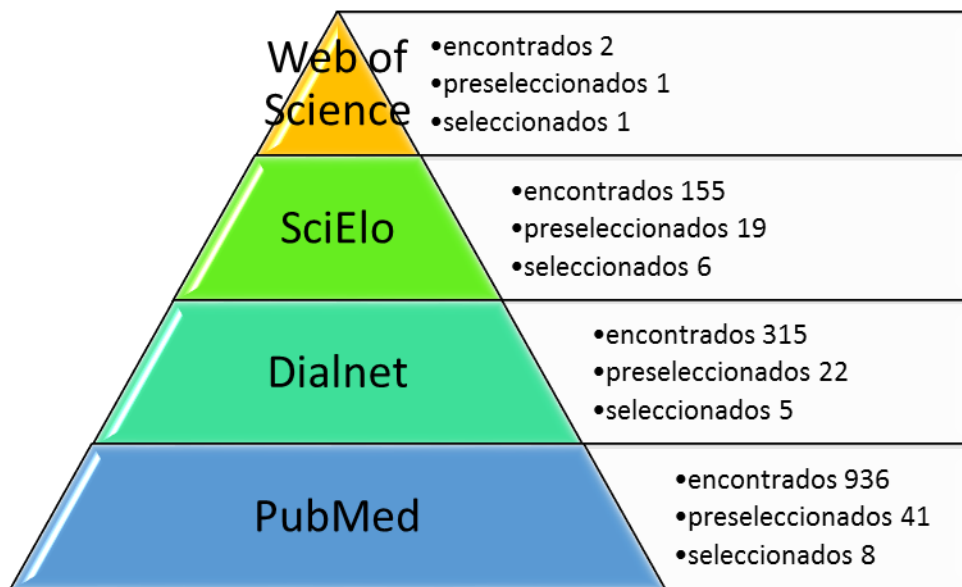 Web of
Science
•encontrados 2
•preseleccionados 1
•seleccionados 1
SciElo
•encontrados 155
•preseleccionados 19
•seleccionados 6
Dialnet
•encontrados 315
•preseleccionados 22
•seleccionados 5
PubMed
•encontrados 936
•preseleccionados 41
•seleccionados 8